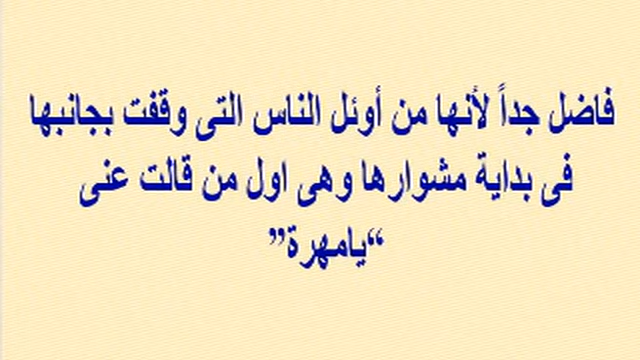 فاضل جداً لأنها من أوئل الناس التى وقفت بجانبها
فى بداية مشوارها وهى اول من قالت عنى
“يامهرة”